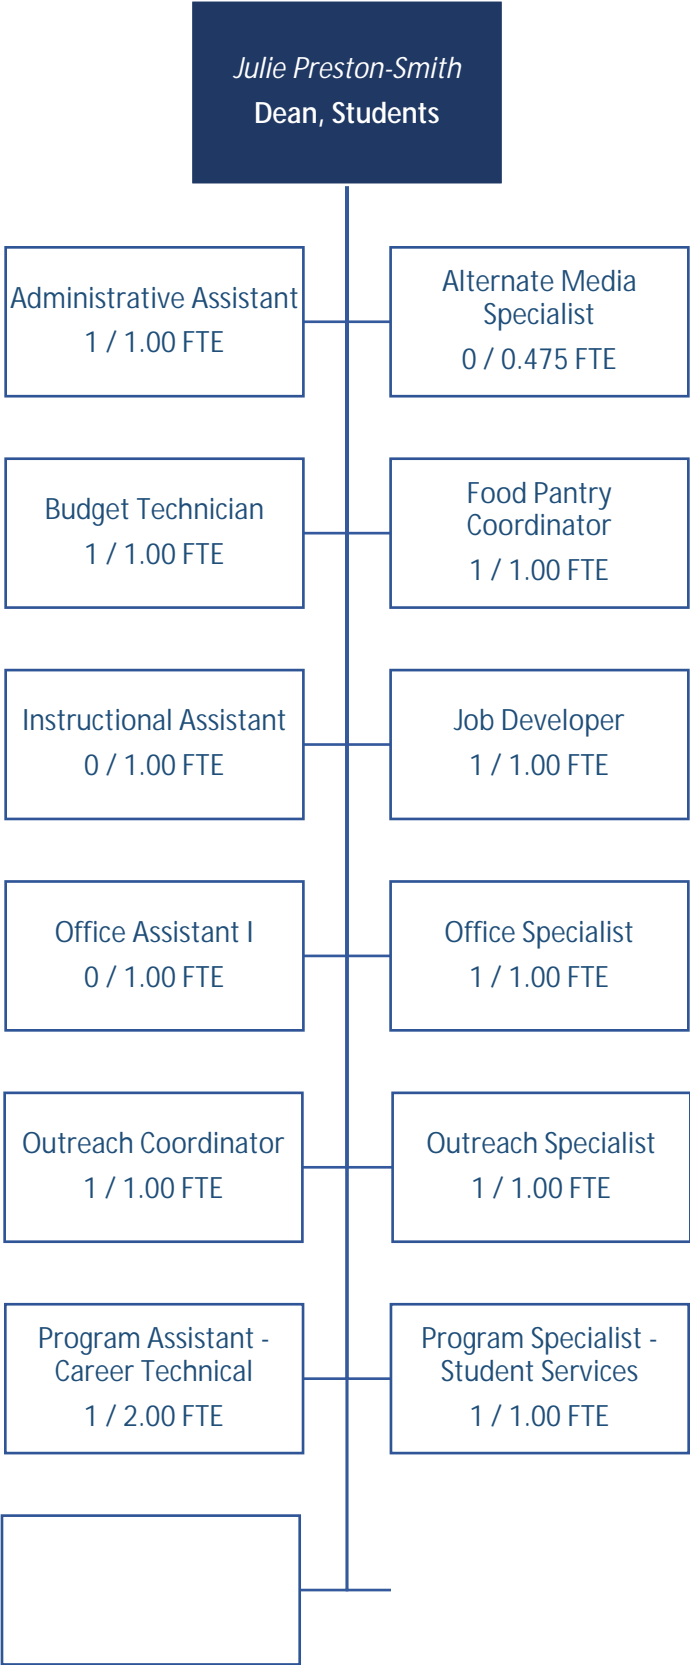 Julie Preston-Smith
Dean, Students
Administrative Assistant
1 / 1.00 FTE
Alternate Media
Specialist
0 / 0.475 FTE
Budget Technician
1 / 1.00 FTE
Food Pantry
Coordinator
1 / 1.00 FTE
Instructional Assistant
0 / 1.00 FTE
Job Developer
1 / 1.00 FTE
Office Assistant I
0 / 1.00 FTE
Office Specialist
1 / 1.00 FTE
Outreach Coordinator
1 / 1.00 FTE
Outreach Specialist
1 / 1.00 FTE
Program Assistant -
Career Technical
1 / 2.00 FTE
Program Specialist -
Student Services
1 / 1.00 FTE